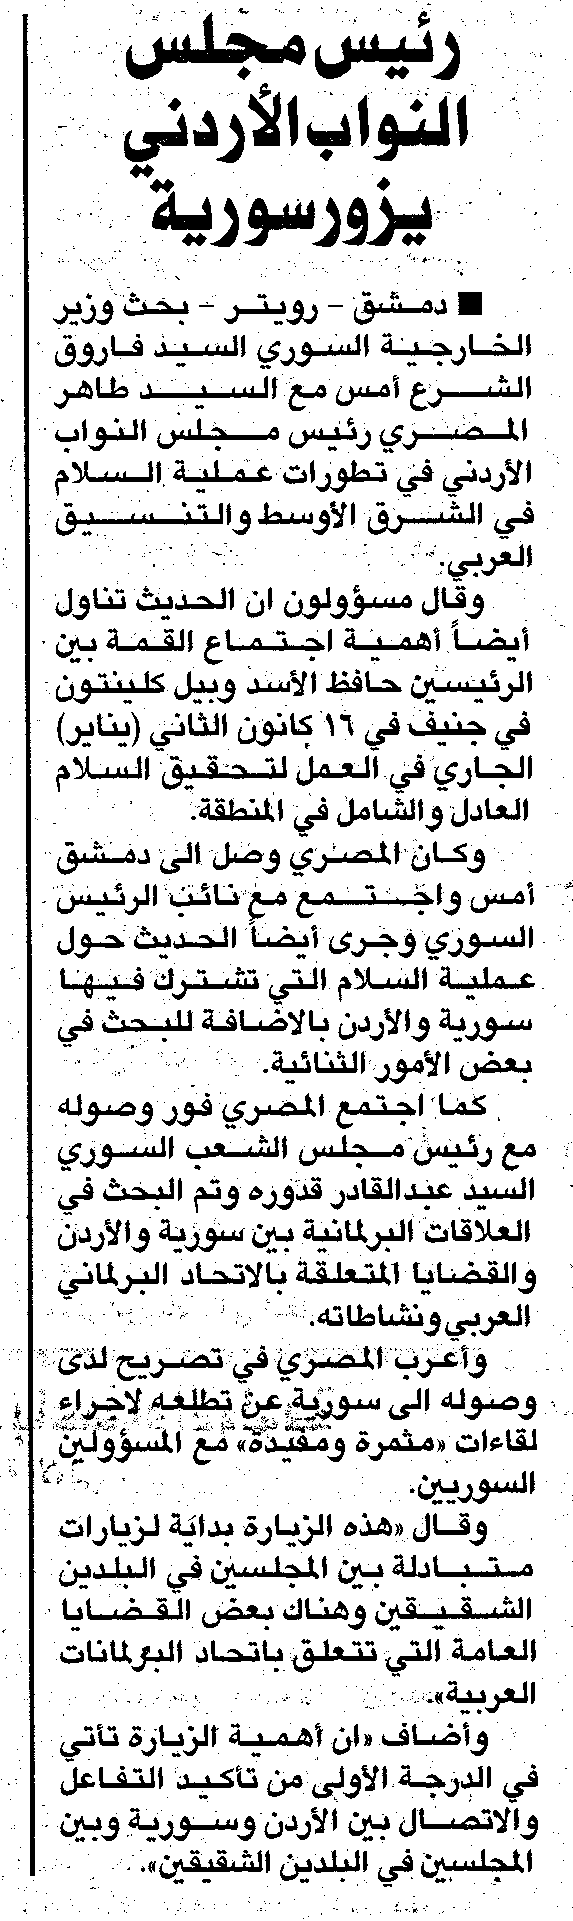 رئيس مجلس
النواب الأردني
يزور سورية
■ دمشق - رويتر - بحث وزير
الخارجية السوري السيد فاروق
الشرع أمس مع السيد طاهر
المصري رئيس مجلس النواب
الأردني في تطورات عملية السلام
في الشرق الأوسط والتنسيق
العربي.
وقال مسؤولون ان الحديث تناول
أيضاً أهمية اجتماع القمة بين
الرئيسين حافظ الأسد وبيل كلينتون
في جنيف في ١٦ كانون الثاني (يناير)
الجاري في العمل لتحقيق السلام
العادل والشامل في المنطقة.
وكان المصري وصل الى دمشق
أمس واجتمع مع نائب الرئيس
السوري وجرى أيضاً الحديث حول
عملية السلام التي تشترك فيها
سورية والأردن بالاضافة للبحث في
بعض الأمور الثنائية.
كما اجتمع المصري فور وصوله
مع رئيس مجلس الشعب السوري
السيد عبدالقادر قدوره وتم البحث في
العلاقات البرلمانية بين سورية والأردن
والقضايا المتعلقة بالاتحاد البرلماني
العربي ونشاطاته.
وأعرب المصري في تصريح لدى
وصوله الى سورية عن تطلعه لاجراء
لقاءات «مثمرة ومفيدة» مع المسؤولين
السوريين.
وقال «هذه الزيارة بداية لزيارات
متبادلة بين المجلسين في البلدين
الشقيقين وهناك بعض القضايا
العامة التي تتعلق باتحاد البرلمانات
العربية».
وأضاف «ان أهمية الزيارة تأتي
في الدرجة الأولى من تأكيد التفاعل
والاتصال بين الأردن وسورية وبين
المجلسين في البلدين الشقيقين».